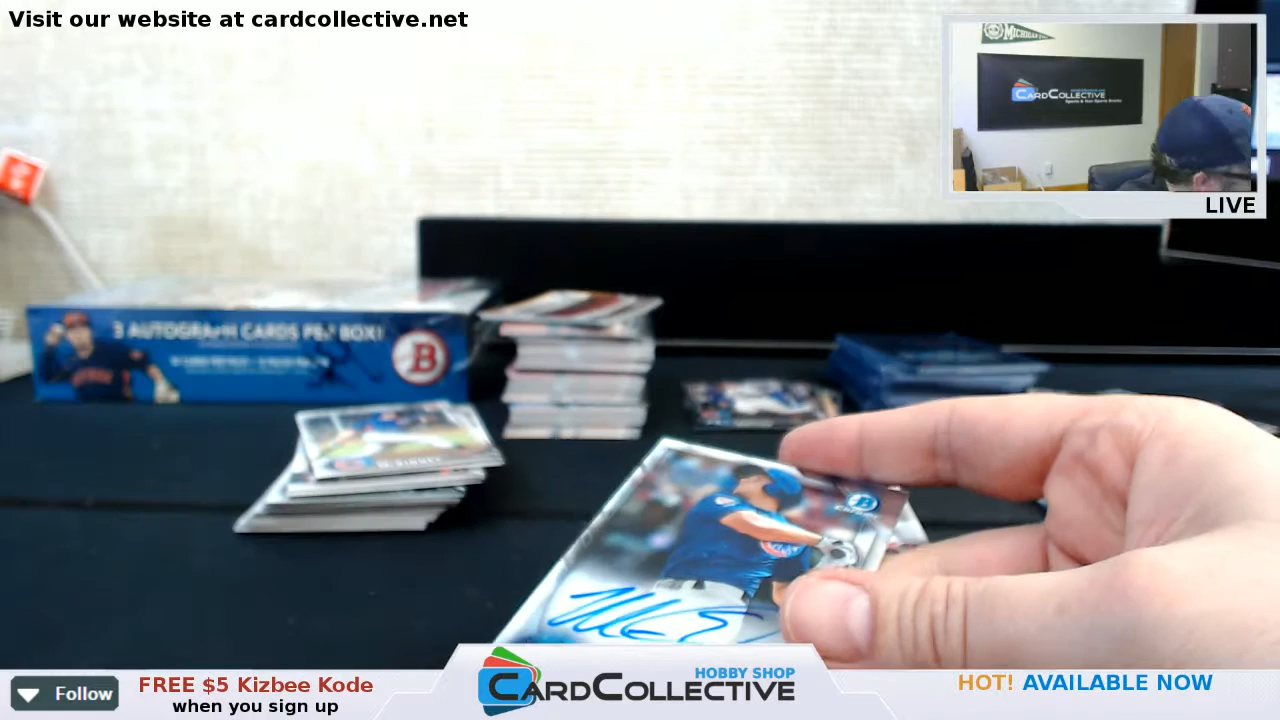 Visit our website at cardcollective.net
MICHIGAN
CARDCOLLECTIVE
LIVE
3 AUTOGRAPH CARDS PER BOX!
B
B
Follow
FREE $5 Kizbee Kode
when you sign up
HOBBY SHOP
CARDCOLLECTIVE
HOT! AVAILABLE NOW